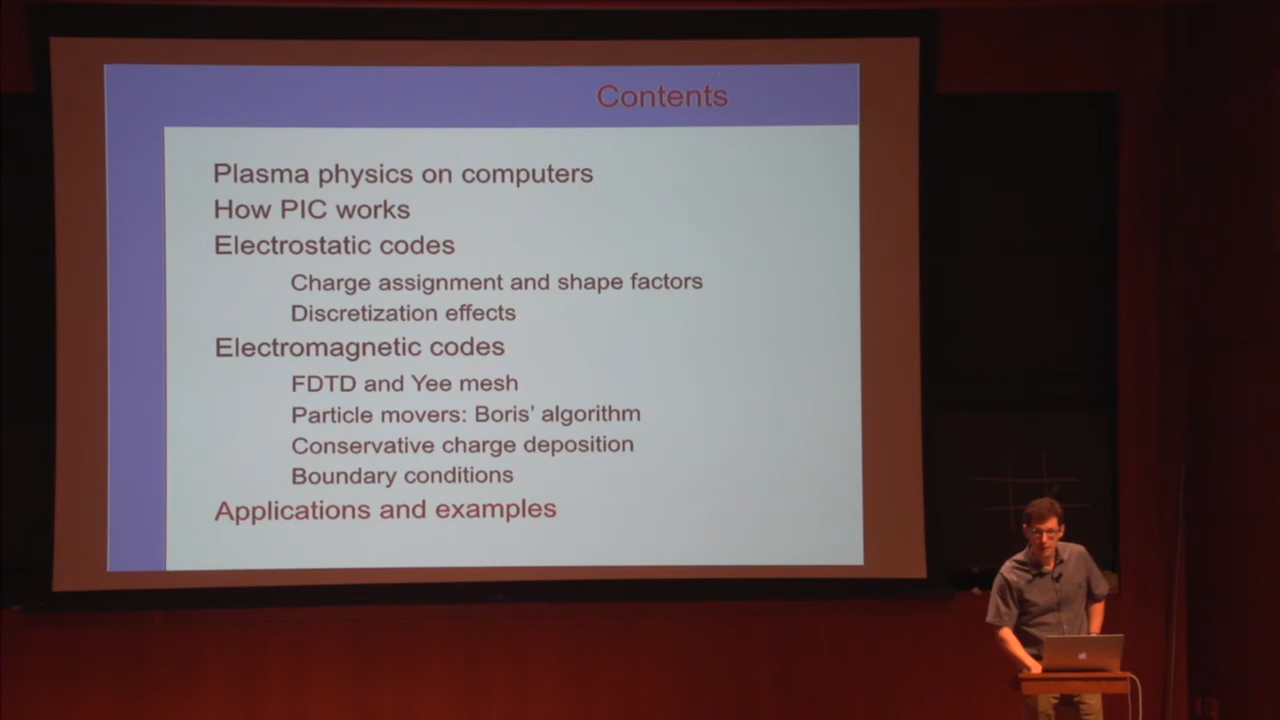 Contents
Plasma physics on computers
How PIC works
Electrostatic codes
Charge assignment and shape factors
Discretization effects
Electromagnetic codes
FDTD and Yee mesh
Particle movers: Boris’ algorithm
Conservative charge deposition
Boundary conditions
Applications and examples